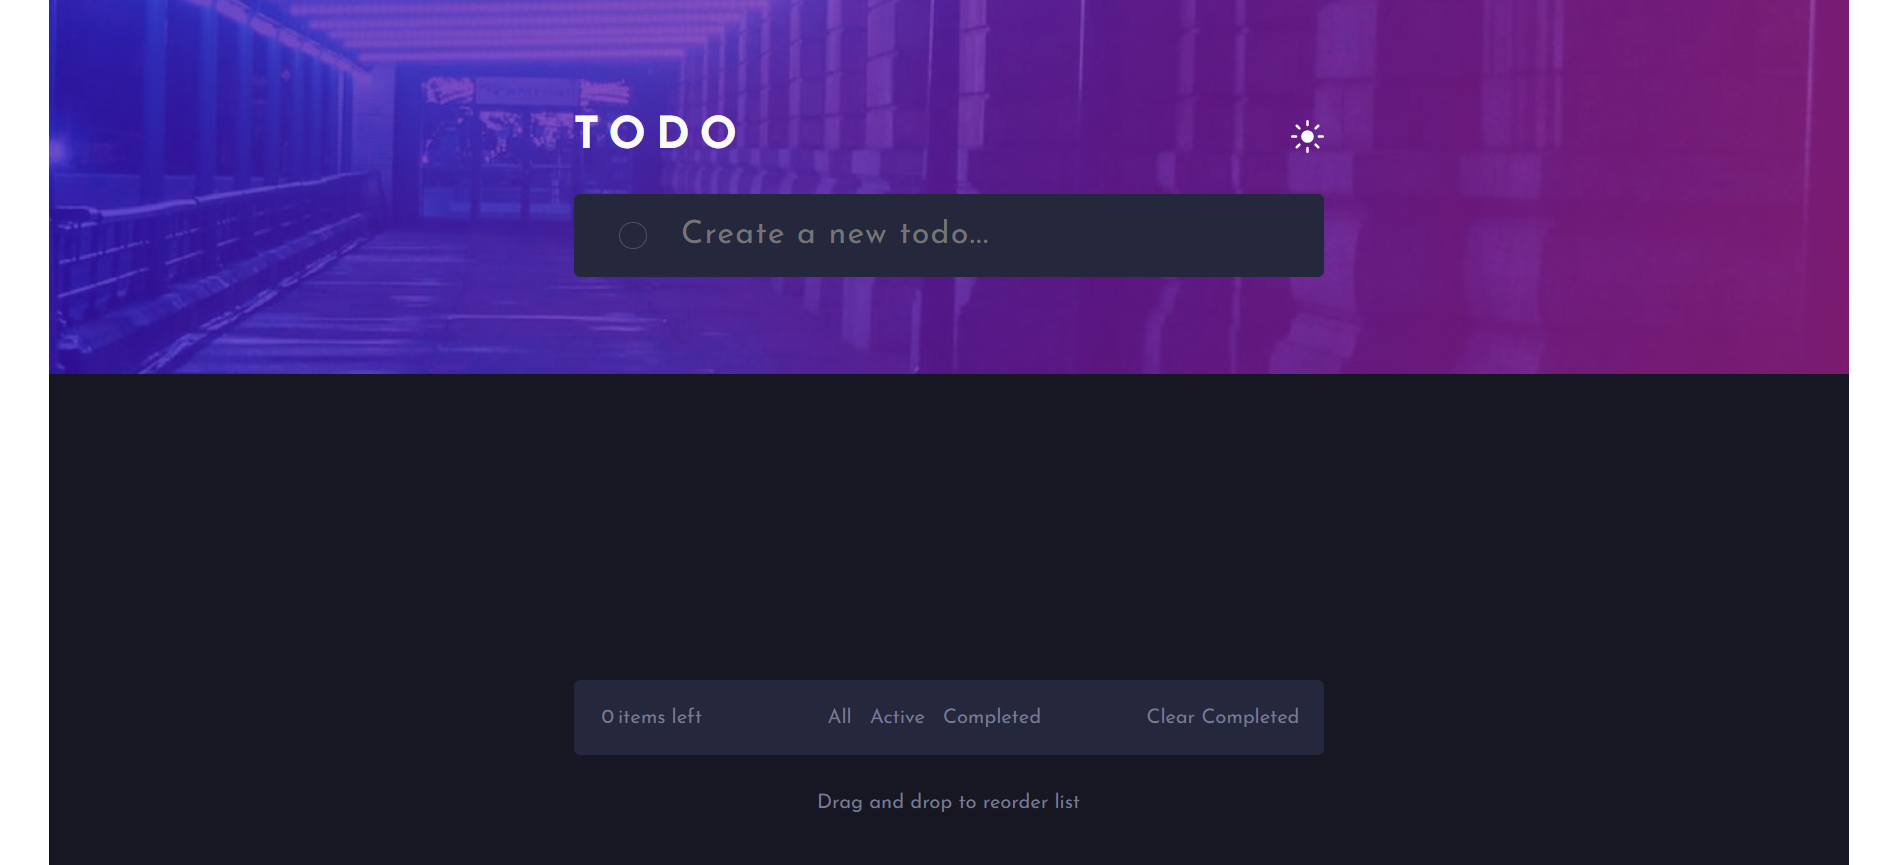 TODO
Create a new todo...
0 items left
All Active Completed
Clear Completed
Drag and drop to reorder list